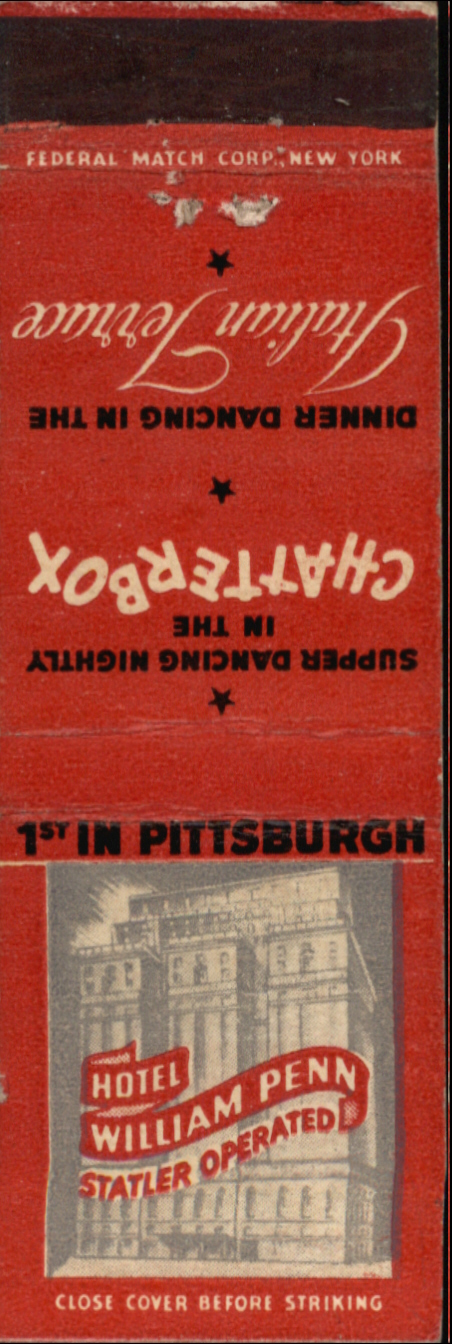 FEDERAL MATCH CORP., NEW YORK
SUPPER DANCING NIGHTLY
IN THE
CHATTERBOX
DINNER DANCING IN THE
Italian Terrace
1ST IN PITTSBURGH
HOTEL
WILLIAM PENN
STATLER OPERATED
CLOSE COVER BEFORE STRIKING